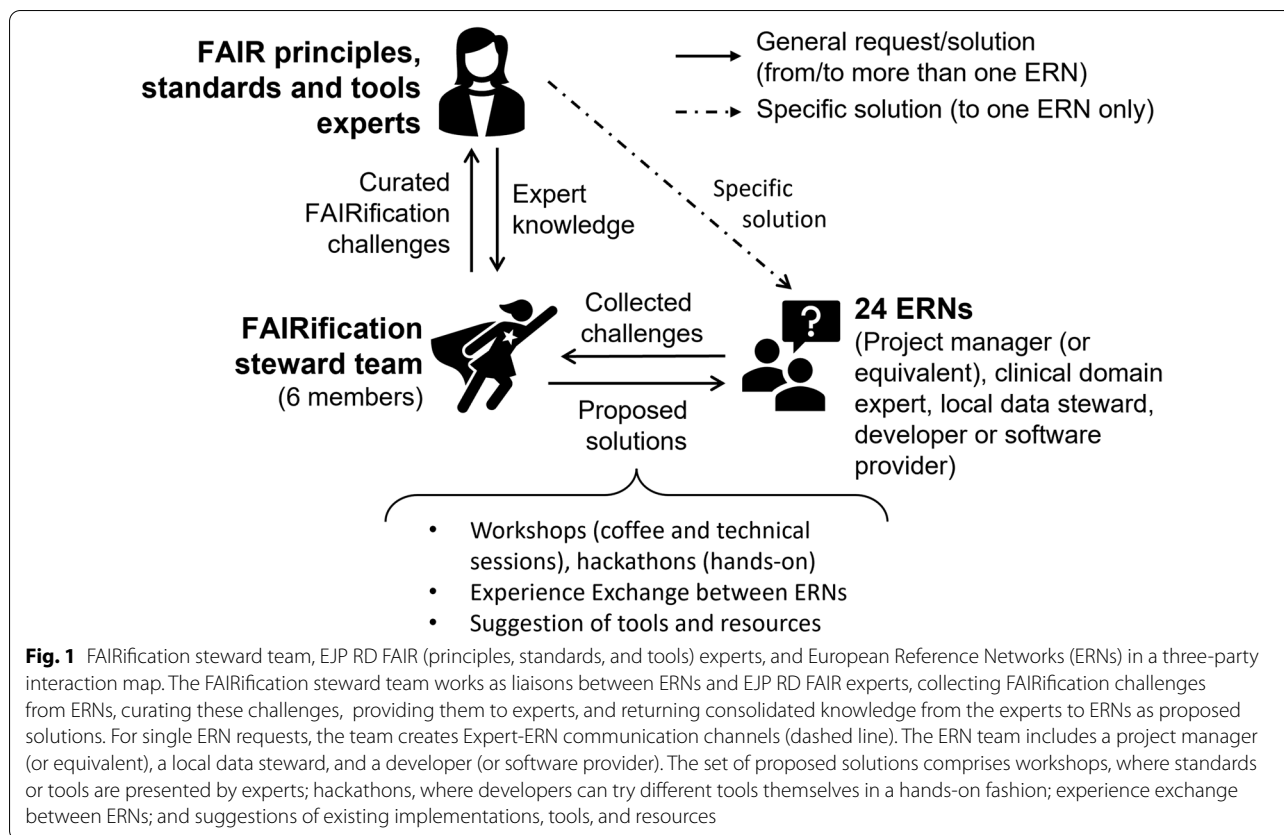 FAIR principles,
standards and tools
experts
General request/solution
(from/to more than one ERN)
Specific solution (to one ERN only)
Curated
FAIRification
challenges
Expert
knowledge
Specific
solution
FAIRification
steward team
(6 members)
Collected
challenges
Proposed
solutions
?
24 ERNs
(Project manager (or
equivalent), clinical domain
expert, local data steward,
developer or software
provider)
• Workshops (coffee and technical
sessions), hackathons (hands-on)
• Experience Exchange between ERNs
• Suggestion of tools and resources
Fig. 1 FAIRification steward team, EJP RD FAIR (principles, standards, and tools) experts, and European Reference Networks (ERNs) in a three-party
interaction map. The FAIRification steward team works as liaisons between ERNs and EJP RD FAIR experts, collecting FAIRification challenges
from ERNs, curating these challenges, providing them to experts, and returning consolidated knowledge from the experts to ERNs as proposed
solutions. For single ERN requests, the team creates Expert-ERN communication channels (dashed line). The ERN team includes a project manager
(or equivalent), a local data steward, and a developer (or software provider). The set of proposed solutions comprises workshops, where standards
or tools are presented by experts; hackathons, where developers can try different tools themselves in a hands-on fashion; experience exchange
between ERNs; and suggestions of existing implementations, tools, and resources